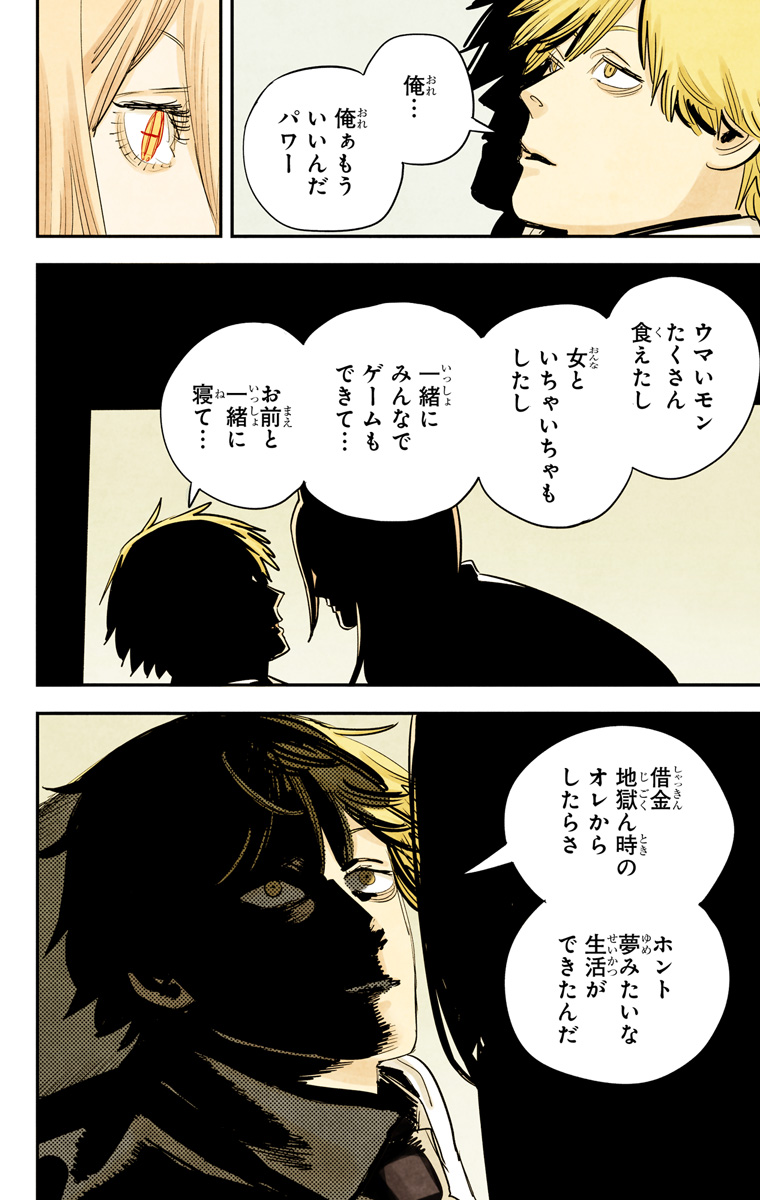 俺…
俺ぁもう
いいんだ
パワー
ウマいモン
たくさん
食えたし
女と
いちゃいちゃも
したし
一緒に
みんなで
ゲームも
できて…
お前と
一緒に
寝て…
借金
地獄ん時の
オレから
したらさ
ホント
夢みたいな
生活が
できたんだ